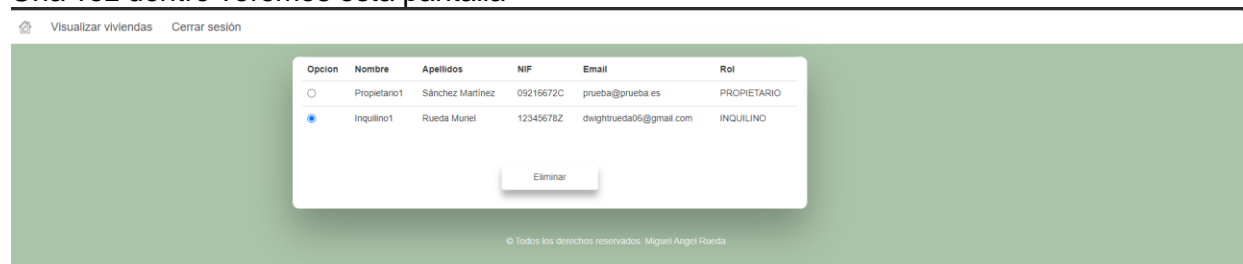 Una vez dentro veremos esta pantalla
Visualizar viviendas Cerrar sesión
Opcion Nombre Apellidos NIF Email Rol
Propietario1 Sánchez Martínez 09216672C prueba@prueba.es PROPIETARIO
Inquilino1 Rueda Muriel 12345678Z dwightrueda06@gmail.com INQUILINO
Eliminar
© Todos los derechos reservados. Miguel Angel Rueda